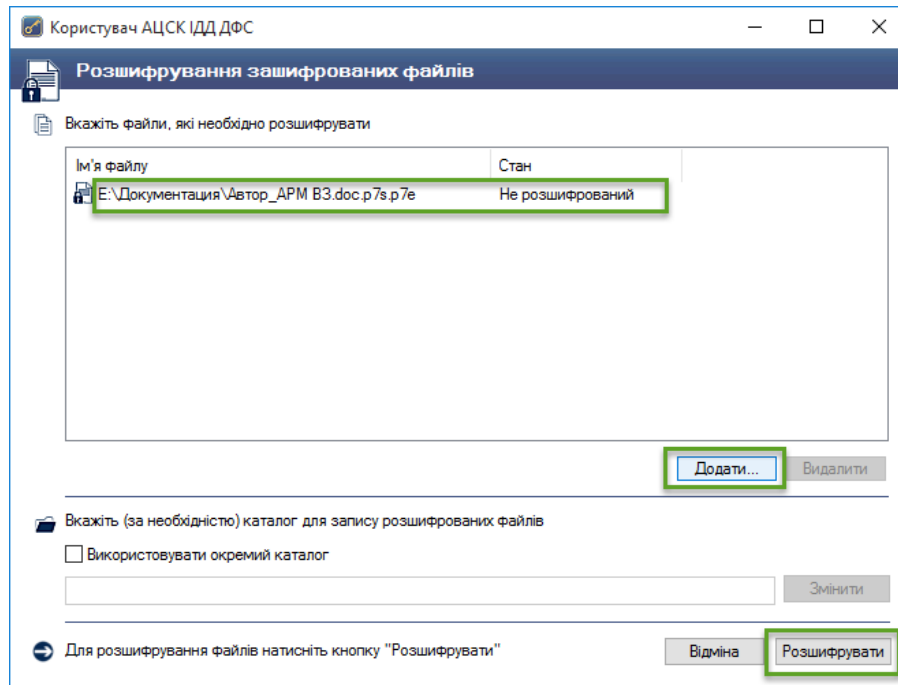 Користувач АЦСК ІДД ДФС
Розшифрування зашифрованих файлів
Вкажіть файли, які необхідно розшифрувати
Ім'я файлу Стан
E:\Документация\Автор_АРМ ВЗ.doc.p7s.p7e Не розшифрований
Додати... Видалити
Вкажіть (за необхідністю) каталог для запису розшифрованих файлів
Використовувати окремий каталог
Змінити
Для розшифрування файлів натисніть кнопку "Розшифрувати" Відміна Розшифрувати